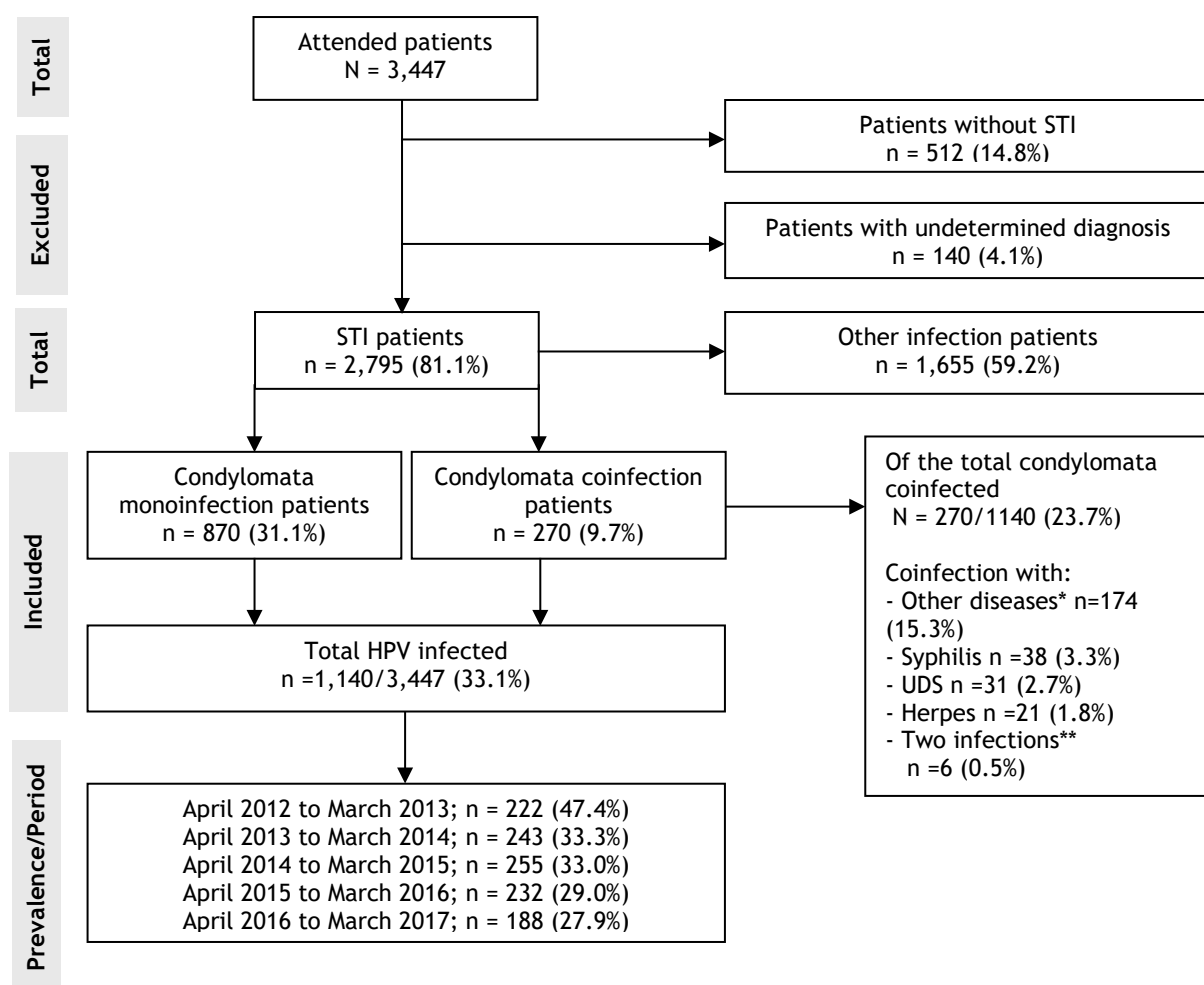 Total
Attended patients
N = 3,447
Excluded
Patients without STI
n = 512 (14.8%)
Patients with undetermined diagnosis
n = 140 (4.1%)
Total
STI patients
n = 2,795 (81.1%)
Other infection patients
n = 1,655 (59.2%)
Included
Condylomata
monoinfection patients
n = 870 (31.1%)
Condylomata coinfection
patients
n = 270 (9.7%)
Of the total condylomata
coinfected
N = 270/1140 (23.7%)
Coinfection with:
- Other diseases* n=174
(15.3%)
- Syphilis n =38 (3.3%)
- UDS n =31 (2.7%)
- Herpes n =21 (1.8%)
- Two infections**
n =6 (0.5%)
Total HPV infected
n =1,140/3,447 (33.1%)
Prevalence/Period
April 2012 to March 2013; n = 222 (47.4%)
April 2013 to March 2014; n = 243 (33.3%)
April 2014 to March 2015; n = 255 (33.0%)
April 2015 to March 2016; n = 232 (29.0%)
April 2016 to March 2017; n = 188 (27.9%)